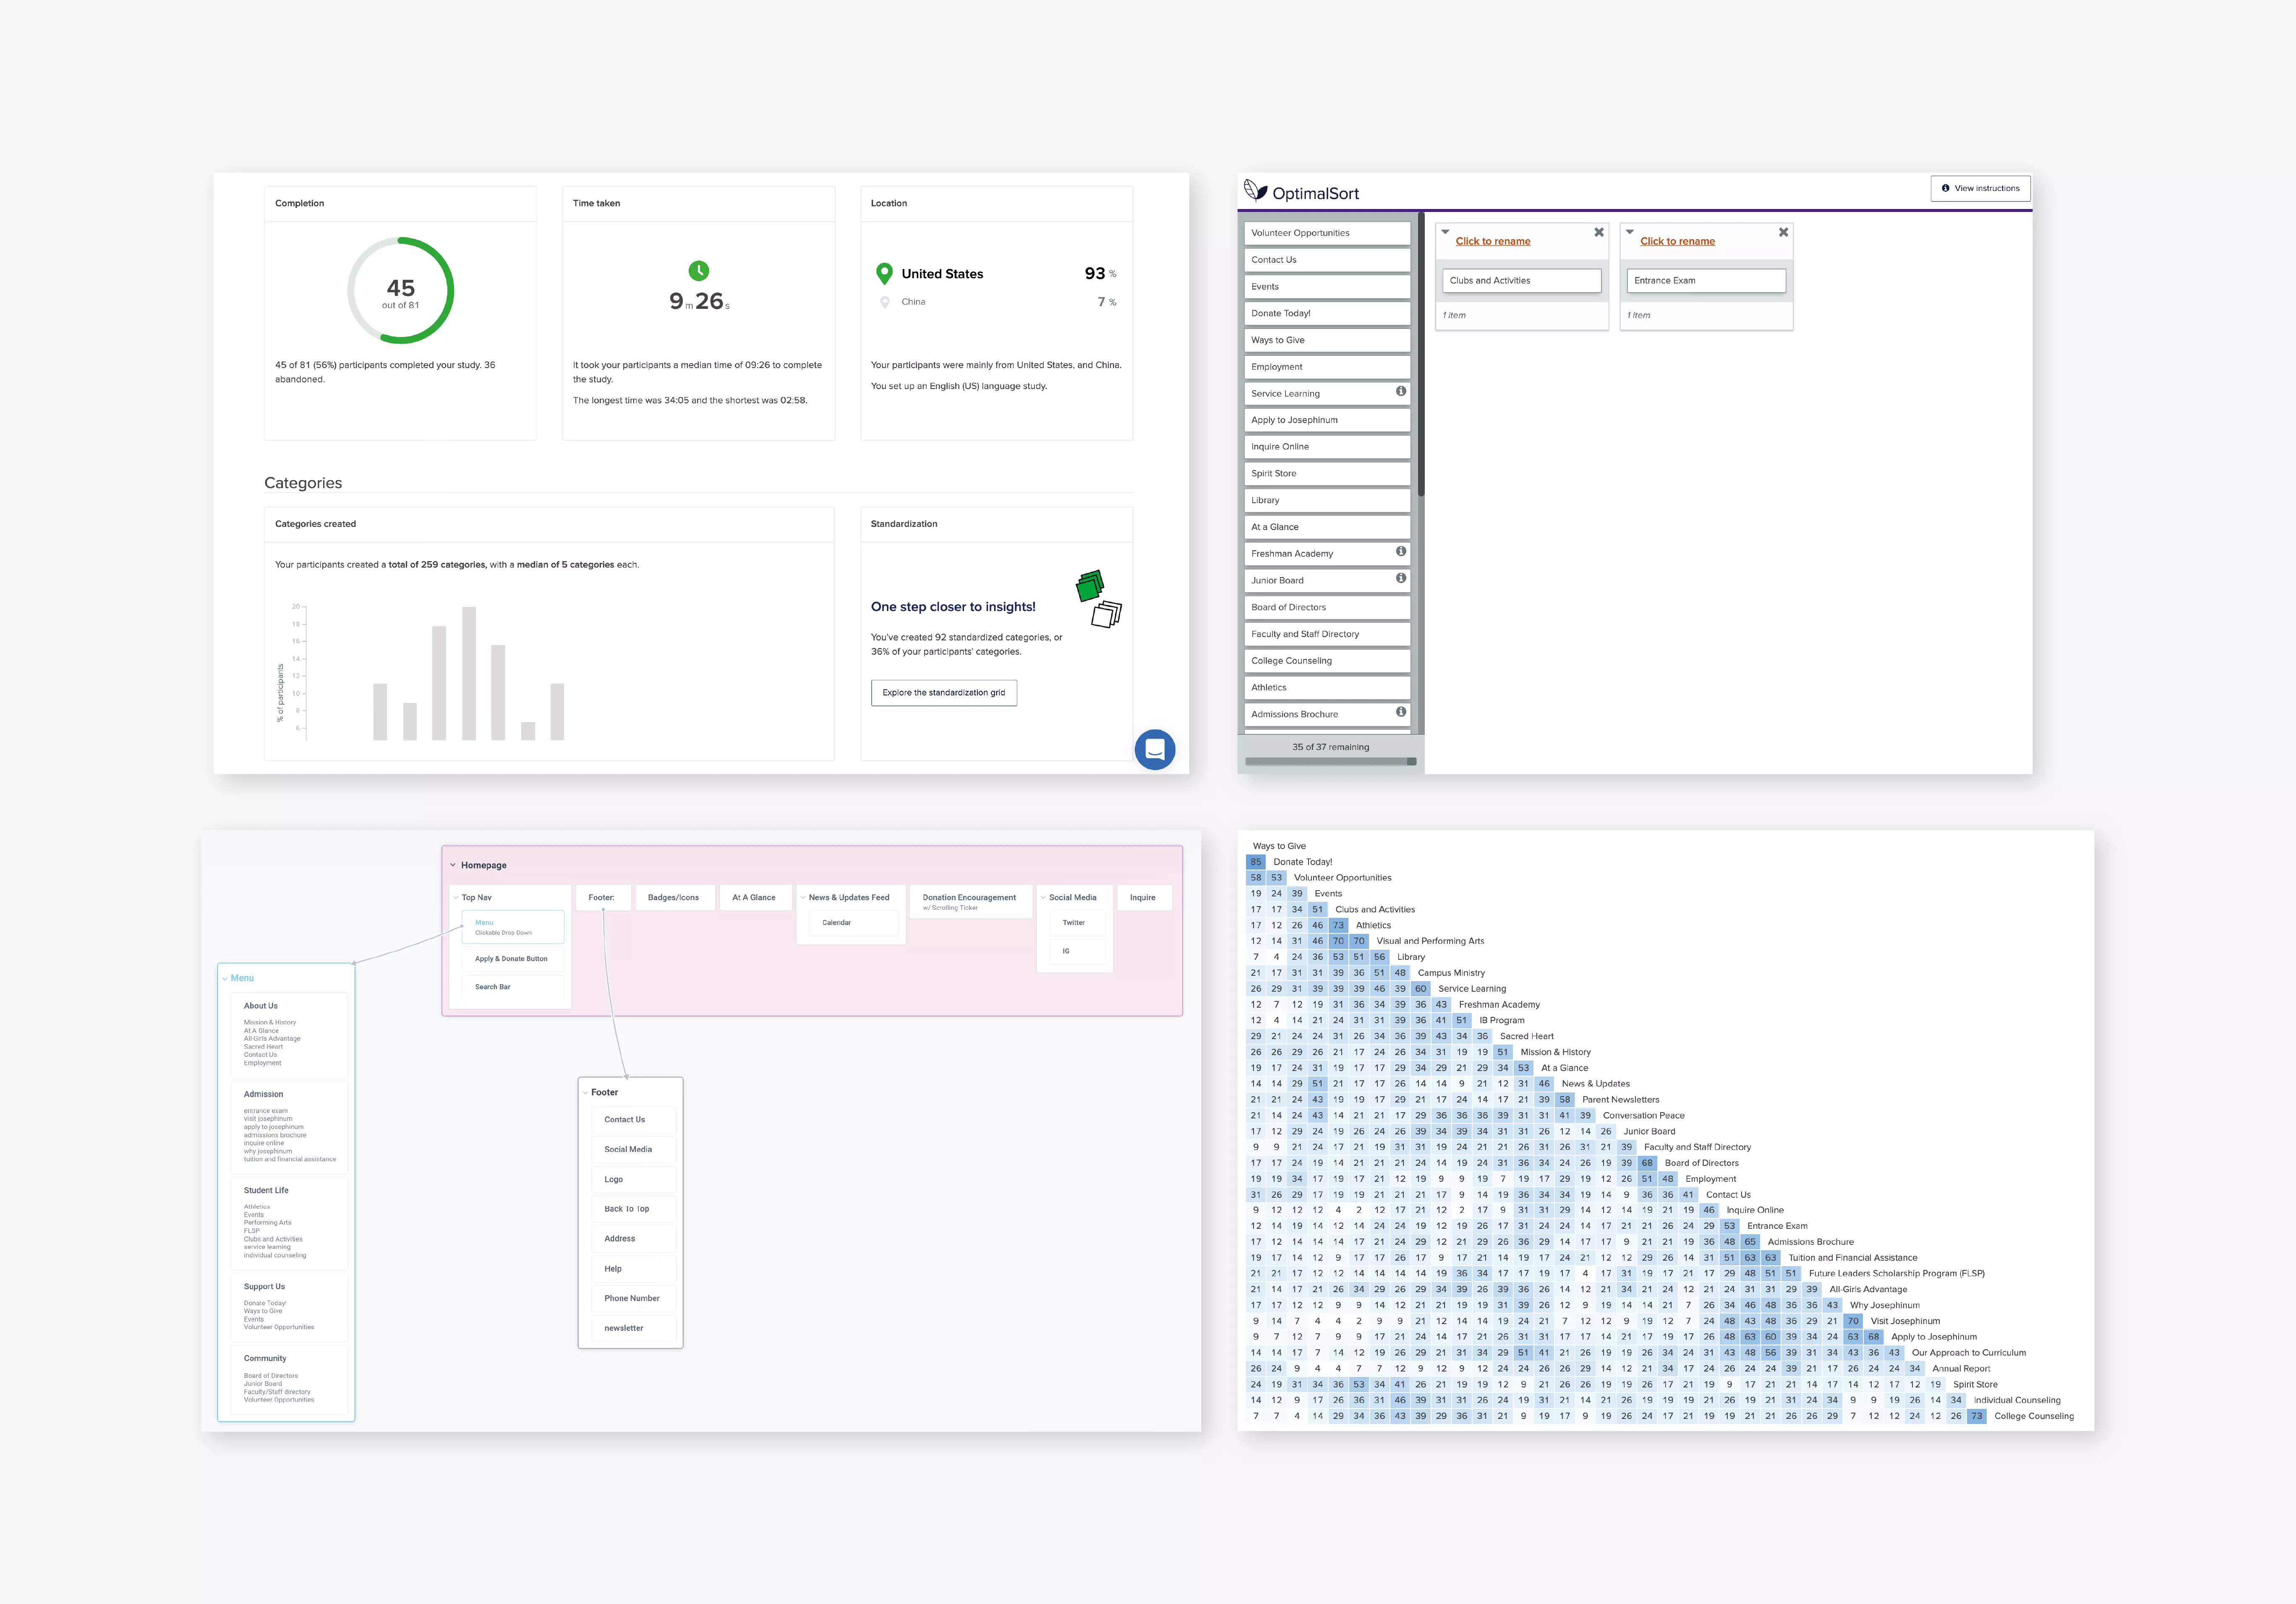 Completion
45
out of 81
45 of 81 (56%) participants completed your study. 36
abandoned.
Time taken
9m 26s
It took your participants a median time of 09:26 to complete
the study.
The longest time was 34:05 and the shortest was 02:58.
Location
United States 93 %
China 7 %
Your participants were mainly from United States, and China.
You set up an English (US) language study.
Categories
Categories created
Your participants created a total of 259 categories, with a median of 5 categories each.
% of participants
20
18
16
14
12
10
8
6
Standardization
One step closer to insights!
You've created 92 standardized categories, or
36% of your participants' categories.
Explore the standardization grid
OptimalSort
View instructions
Volunteer Opportunities
Contact Us
Events
Donate Today!
Ways to Give
Employment
Service Learning
Apply to Josephinum
Inquire Online
Spirit Store
Library
At a Glance
Freshman Academy
Junior Board
Board of Directors
Faculty and Staff Directory
College Counseling
Athletics
Admissions Brochure
35 of 37 remaining
Click to rename
Clubs and Activities
1 item
Click to rename
Entrance Exam
1 item
Homepage
Top Nav
Menu
Clickable Drop Down
Apply & Donate Button
Search Bar
Footer:
Badges/Icons
At A Glance
News & Updates Feed
Calendar
Donation Encouragement
w/ Scrolling Ticker
Social Media
Twitter
IG
Inquire
Menu
About Us
Mission & History
At A Glance
All-Girls Advantage
Sacred Heart
Contact Us
Employment
Admission
entrance exam
visit josephinum
apply to josephinum
admissions brochure
inquire online
why josephinum
tuition and financial assistance
Student Life
Athletics
Events
Performing Arts
FLSP
Clubs and Activities
service learning
individual counseling
Support Us
Donate Today!
Ways to Give
Events
Volunteer Opportunities
Community
Board of Directors
Junior Board
Faculty/Staff directory
Volunteer Opportunities
Footer
Contact Us
Social Media
Logo
Back To Top
Address
Help
Phone Number
newsletter
Ways to Give
85 Donate Today!
58 53 Volunteer Opportunities
19 24 39 Events
17 17 34 51 Clubs and Activities
17 12 26 46 73 Athletics
12 14 31 46 70 70 Visual and Performing Arts
7 4 24 36 53 51 56 Library
21 17 31 31 39 36 51 48 Campus Ministry
26 29 31 39 39 39 46 39 60 Service Learning
12 7 12 19 31 36 34 39 36 43 Freshman Academy
12 4 14 21 24 31 31 39 36 41 51 IB Program
29 21 24 24 31 26 34 36 39 43 34 36 Sacred Heart
26 26 29 26 21 17 24 26 34 31 19 19 51 Mission & History
19 17 24 31 19 17 17 29 34 29 21 29 34 53 At a Glance
14 14 29 51 21 17 17 26 14 14 9 21 12 31 46 News & Updates
21 21 24 43 19 19 17 29 21 17 24 14 17 21 39 58 Parent Newsletters
21 14 24 43 14 21 21 17 29 36 36 36 39 31 31 41 39 Conversation Peace
17 12 29 24 19 26 24 26 39 34 39 34 31 31 26 12 14 26 Junior Board
9 9 21 24 17 21 19 31 31 19 24 21 21 26 31 26 31 21 39 Faculty and Staff Directory
17 17 24 19 14 21 21 21 24 14 19 24 31 36 34 24 26 19 39 68 Board of Directors
19 19 34 17 19 17 21 12 19 9 9 19 7 19 17 29 19 12 26 51 48 Employment
31 26 29 17 19 19 21 21 21 17 9 14 19 36 34 34 19 14 9 36 36 41 Contact Us
9 12 12 12 4 2 12 17 21 12 2 17 9 31 31 29 14 12 14 19 21 19 46 Inquire Online
12 14 19 14 12 14 24 24 19 12 19 26 17 31 24 24 14 17 21 21 26 24 29 53 Entrance Exam
17 12 14 14 14 17 21 24 29 12 21 29 26 36 29 14 17 17 9 21 21 19 36 48 65 Admissions Brochure
19 17 14 12 9 17 17 26 17 9 17 21 14 19 17 24 21 12 12 29 26 14 31 51 63 63 Tuition and Financial Assistance
21 21 17 12 12 14 14 14 14 19 36 34 17 17 19 17 4 17 31 19 17 21 17 29 48 51 51 Future Leaders Scholarship Program (FLSP)
21 14 17 21 26 34 29 26 29 34 39 26 39 36 26 14 12 21 34 21 24 12 21 24 31 31 29 39 All-Girls Advantage
17 17 12 12 9 9 14 12 21 21 19 19 31 39 26 12 9 19 14 14 21 7 26 34 46 48 36 36 43 Why Josephinum
9 14 7 4 4 2 9 9 21 12 14 14 19 24 21 7 12 12 9 19 12 7 24 48 43 48 36 29 21 70 Visit Josephinum
9 7 12 7 9 9 17 21 24 14 17 21 26 31 31 17 17 14 21 17 19 17 26 48 63 60 39 34 24 63 68 Apply to Josephinum
14 14 17 7 14 12 19 26 29 21 31 34 29 51 41 21 26 19 19 26 34 24 31 43 48 56 39 31 34 43 36 43 Our Approach to Curriculum
26 24 9 4 4 7 7 12 9 12 9 12 24 24 26 26 29 14 12 21 34 17 24 26 24 24 39 21 17 26 24 24 34 Annual Report
24 19 31 34 36 53 34 41 26 21 19 19 12 9 21 26 26 19 19 26 17 21 19 9 17 21 21 14 17 14 12 17 12 19 Spirit Store
14 12 9 17 26 36 31 46 39 31 31 26 24 19 31 21 14 21 26 19 19 19 21 26 19 21 31 24 34 9 9 19 26 14 34 Individual Counseling
7 7 4 14 29 34 36 43 39 29 36 31 21 9 19 17 9 19 26 24 17 21 19 19 21 21 26 26 29 7 12 12 24 12 26 73 College Counseling